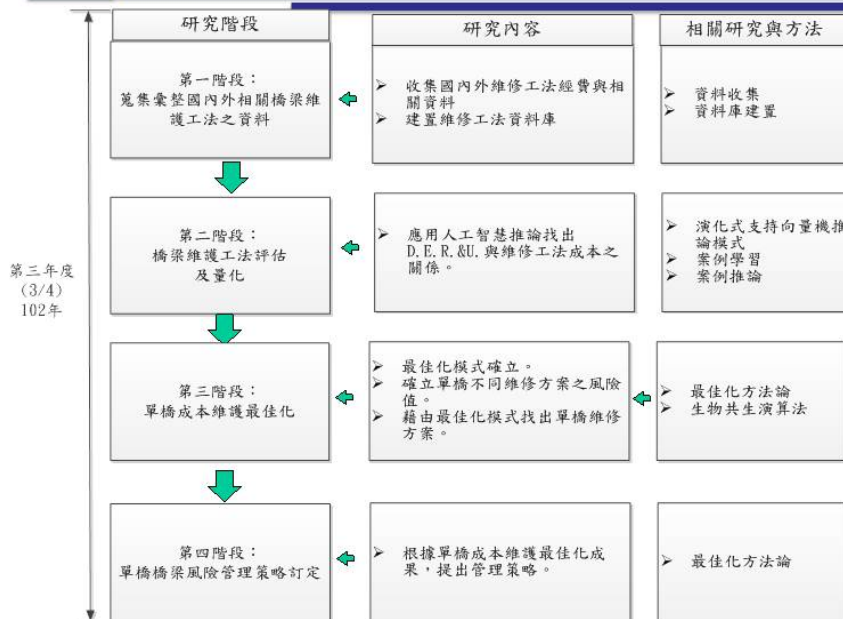 研究階段
研究內容
相關研究與方法
第三年度
(3/4)
102年
第一階段：
蒐集彙整國內外相關橋梁維
護工法之資料
➢ 收集國內外維修工法經費與相
關資料
➢ 建置維修工法資料庫
➢ 資料收集
➢ 資料庫建置
第二階段：
橋梁維護工法評估
及量化
➢ 應用人工智慧推論找出
D.E.R.&U.與維修工法成本之
關係。
➢ 演化式支持向量機推
論模式
➢ 案例學習
➢ 案例推論
第三階段：
單橋成本維護最佳化
➢ 最佳化模式確立。
➢ 確立單橋不同維修方案之風險
值。
➢ 藉由最佳化模式找出單橋維修
方案。
➢ 最佳化方法論
➢ 生物共生演算法
第四階段：
單橋橋梁風險管理策略訂定
➢ 根據單橋成本維護最佳化成
果，提出管理策略。
➢ 最佳化方法論